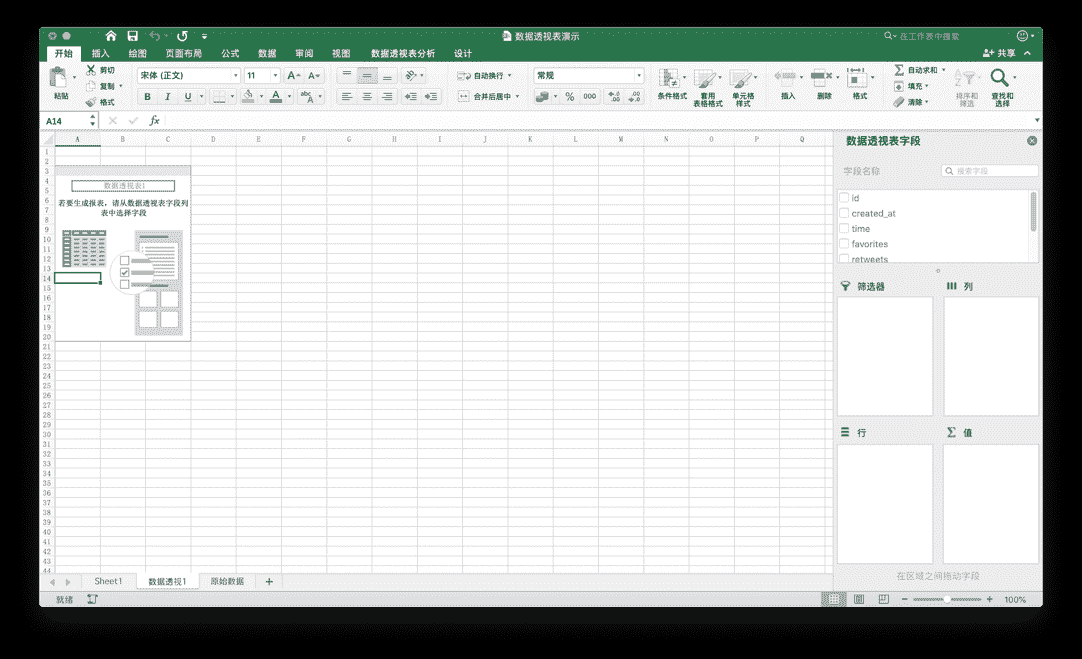 数据透视表演示
在工作表中搜索
开始 插入 绘图 页面布局 公式 数据 审阅 视图 数据透视表分析 设计 共享
粘贴 剪切 复制 格式
宋体 (正文) 11 A A
B I U A abc A
自动换行
合并后居中
常规
% 000
条件格式 套用表格格式 单元格样式
插入 删除 格式
自动求和 填充 清除
排序和筛选 查找和选择
A14 fx
A B C D E F G H I J K L M N O P Q
1
2
3
4
5
6
7
8
9
10
11
12
13
14
15
16
17
18
19
20
21
22
23
24
25
26
27
28
29
30
31
32
33
34
35
36
37
38
39
40
41
42
43
44
数据透视表1
若要生成报表，请从数据透视表字段列
表中选择字段
数据透视表字段
字段名称 搜索字段
id
created_at
time
favorites
retweets
筛选器 列
行 值
在区域之间拖动字段
Sheet1 数据透视1 原始数据 +
就绪 100%